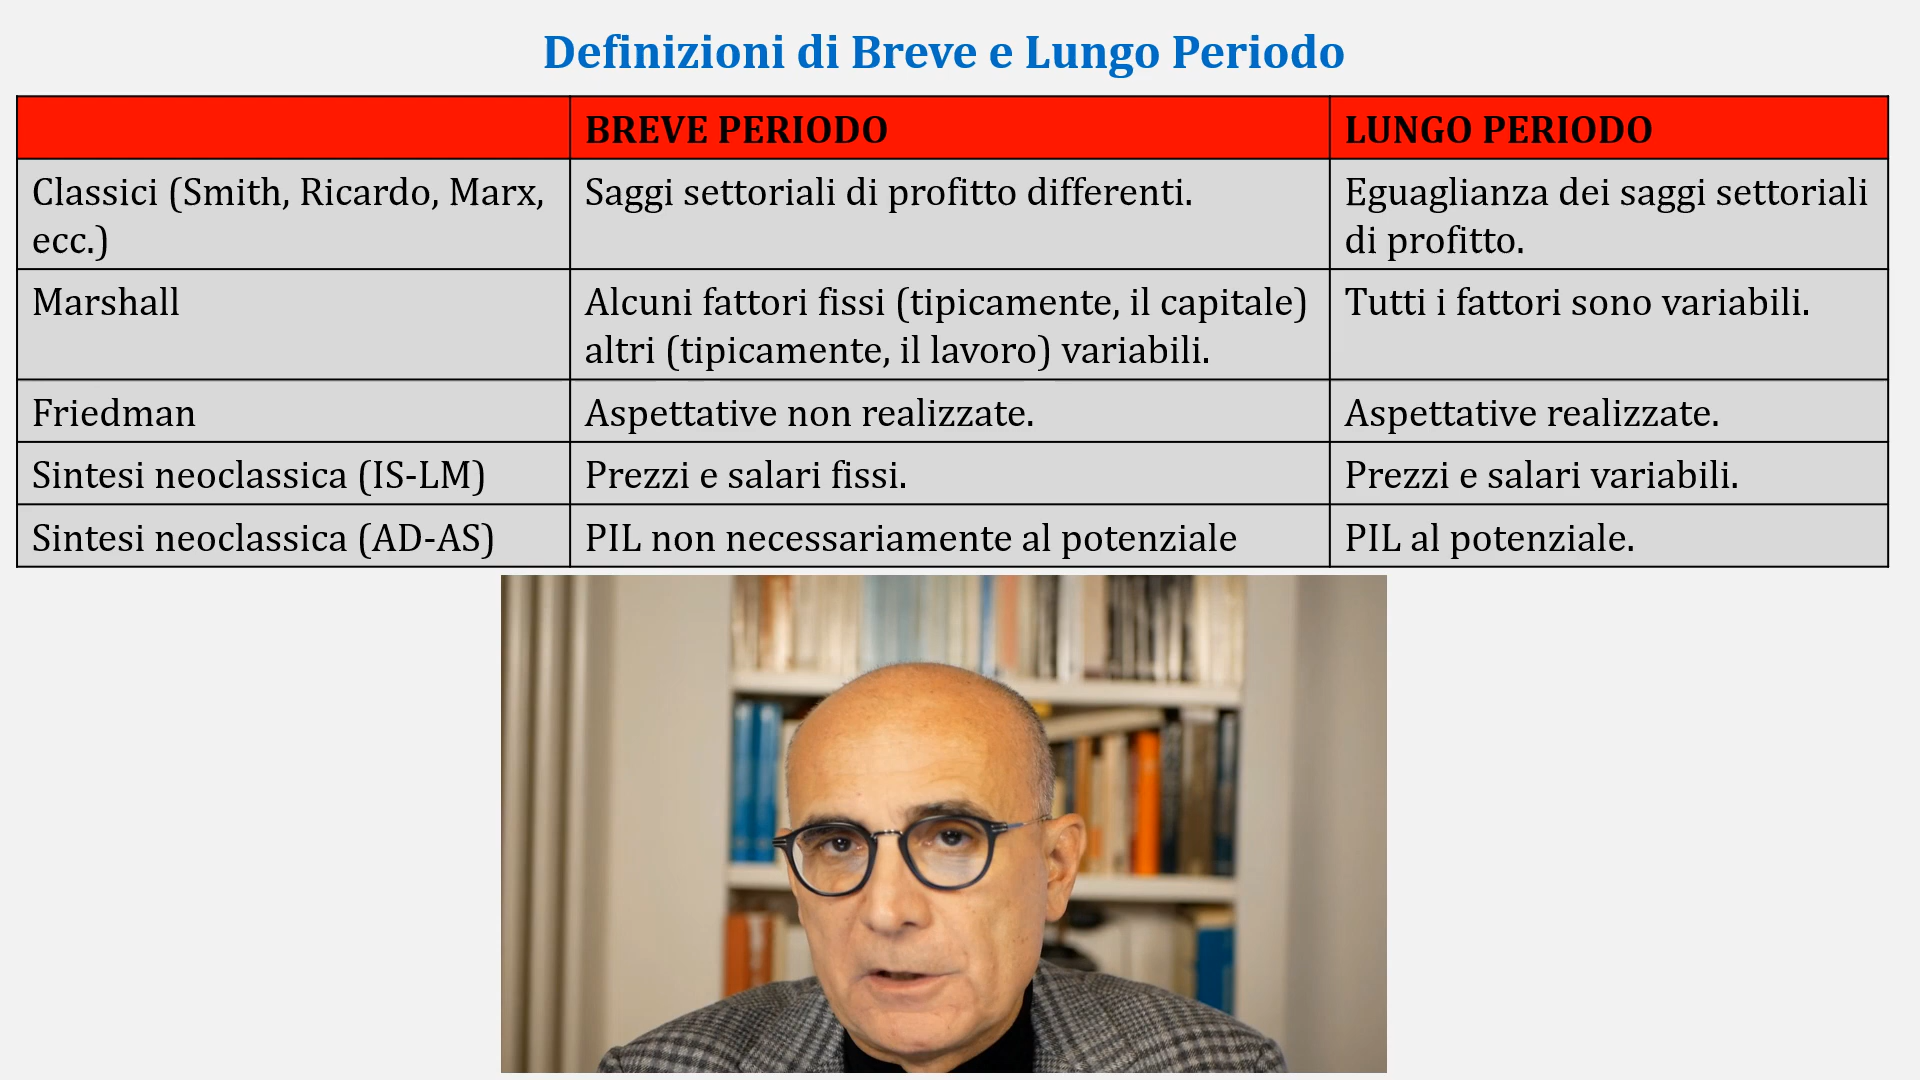 Definizioni di Breve e Lungo Periodo
BREVE PERIODO
LUNGO PERIODO
Classici (Smith, Ricardo, Marx,
ecc.)
Saggi settoriali di profitto differenti.
Eguaglianza dei saggi settoriali
di profitto.
Marshall
Alcuni fattori fissi (tipicamente, il capitale)
altri (tipicamente, il lavoro) variabili.
Tutti i fattori sono variabili.
Friedman
Aspettative non realizzate.
Aspettative realizzate.
Sintesi neoclassica (IS-LM)
Prezzi e salari fissi.
Prezzi e salari variabili.
Sintesi neoclassica (AD-AS)
PIL non necessariamente al potenziale
PIL al potenziale.